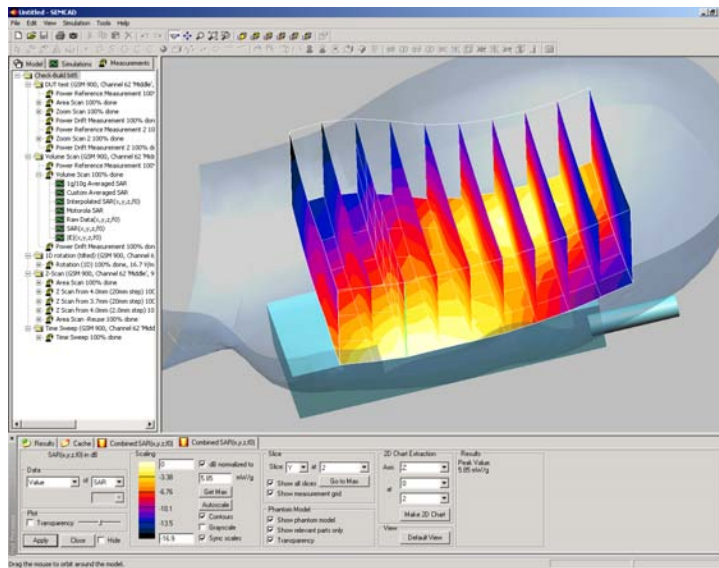 Untitled - SEMCAD
File Edit View Simulation Tools Help
Model Simulations Measurements
Check-Build bitS
DUT test (GSM 900, Channel 62 'Middle',
Power Reference Measurement 100%
Area Scan 100% done
Zoom Scan 100% done
Power Drift Measurement 100% don
Power Reference Measurement 2 10
Zoom Scan 2 100% done
Power Drift Measurement 2 100% d
Volume Scan (GSM 900, Channel 62 'Midd
Power Reference Measurement 100%
Volume Scan 100% done
1g/10g Averaged SAR
Custom Averaged SAR
Interpolated SAR(x,y,z,f0)
Motorola SAR
Raw Data(x,y,z,f0)
SAR(x,y,z,f0)
|E|(x,y,z,f0)
Power Drift Measurement 100% don
1D rotation (tilted) (GSM 900, Channel 6
Rotation (1D) 100% done, 16.7 V/m
Z-Scan (GSM 900, Channel 62 'Middle', 9
Area Scan 100% done
Z Scan from 4.0mm (20mm step) 100
Z Scan from 3.7mm (20mm step) 100
Z Scan from 4.0mm (2.0mm step) 10
Area Scan -Reuse 100% done
Time Sweep (GSM 900, Channel 62 'Midd
Time Sweep 100% done
Results Cache Combined SAR(x,y,z,f0) Combined SAR(x,y,z,f0)
SAR(x,y,z,f0) in dB
Data
Value of SAR
Plot
Transparency
Apply Close Hide
Scaling
0
-3.38
-6.76
-10.1
-13.5
-16.9
dB normalized to
5.85 mW/g
Get Max
Autoscale
Contours
Grayscale
Sync scales
Slice
Slice: Y at 2
Show all slices Go to Max
Show measurement grid
Phantom Model
Show phantom model
Show relevant parts only
Transparency
2D Chart Extraction
Axis: Z
at 0
2
Make 2D Chart
View
Default View
Results
Peak Value:
5.85 mW/g
Drag the mouse to orbit around the model.